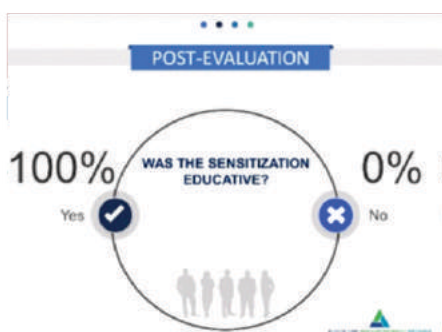 POST-EVALUATION
100%
WAS THE SENSITIZATION
EDUCATIVE?
0%
Yes
No